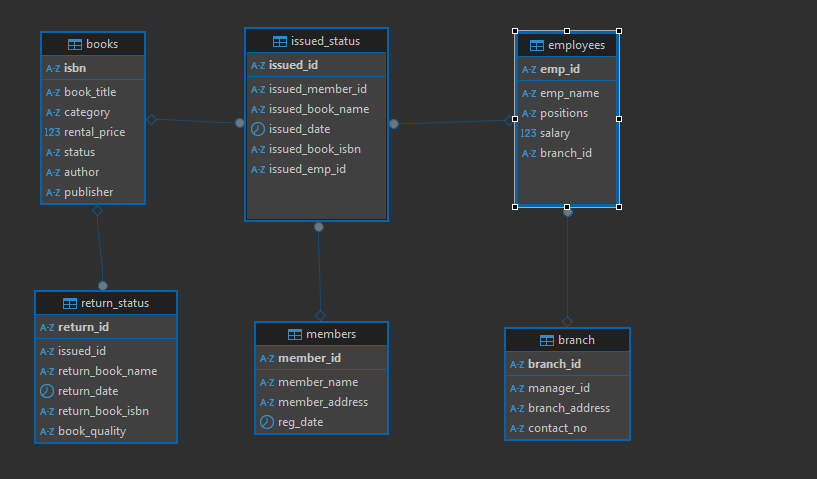 books
A-Z isbn
A-Z book_title
A-Z category
123 rental_price
A-Z status
A-Z author
A-Z publisher
issued_status
A-Z issued_id
A-Z issued_member_id
A-Z issued_book_name
issued_date
A-Z issued_book_isbn
A-Z issued_emp_id
employees
A-Z emp_id
A-Z emp_name
A-Z positions
123 salary
A-Z branch_id
return_status
A-Z return_id
A-Z issued_id
A-Z return_book_name
return_date
A-Z return_book_isbn
A-Z book_quality
members
A-Z member_id
A-Z member_name
A-Z member_address
reg_date
branch
A-Z branch_id
A-Z manager_id
A-Z branch_address
A-Z contact_no